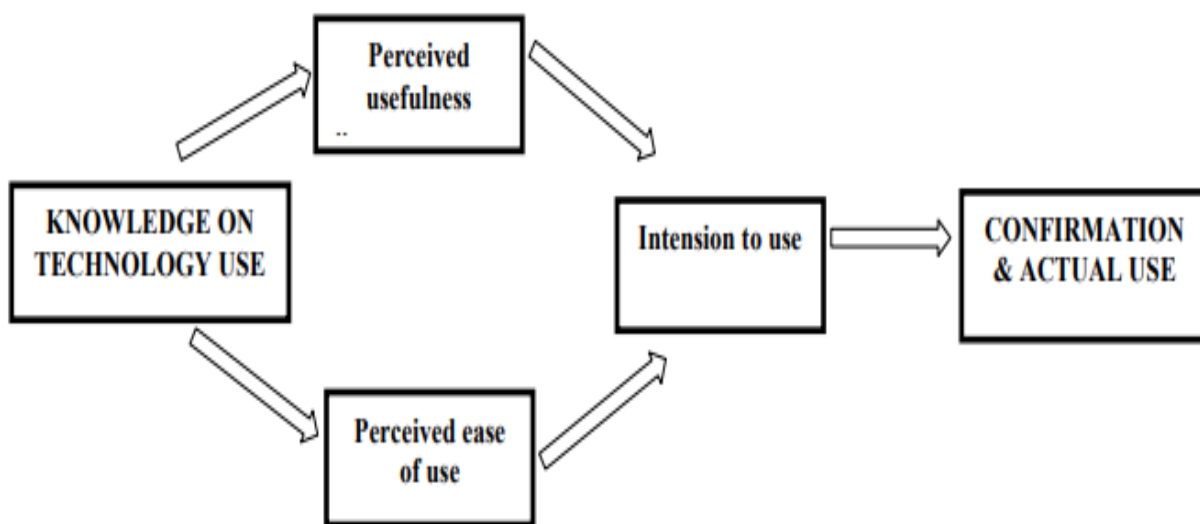 Perceived
usefulness
--
KNOWLEDGE ON
TECHNOLOGY USE
Intension to use
CONFIRMATION
& ACTUAL USE
Perceived ease
of use